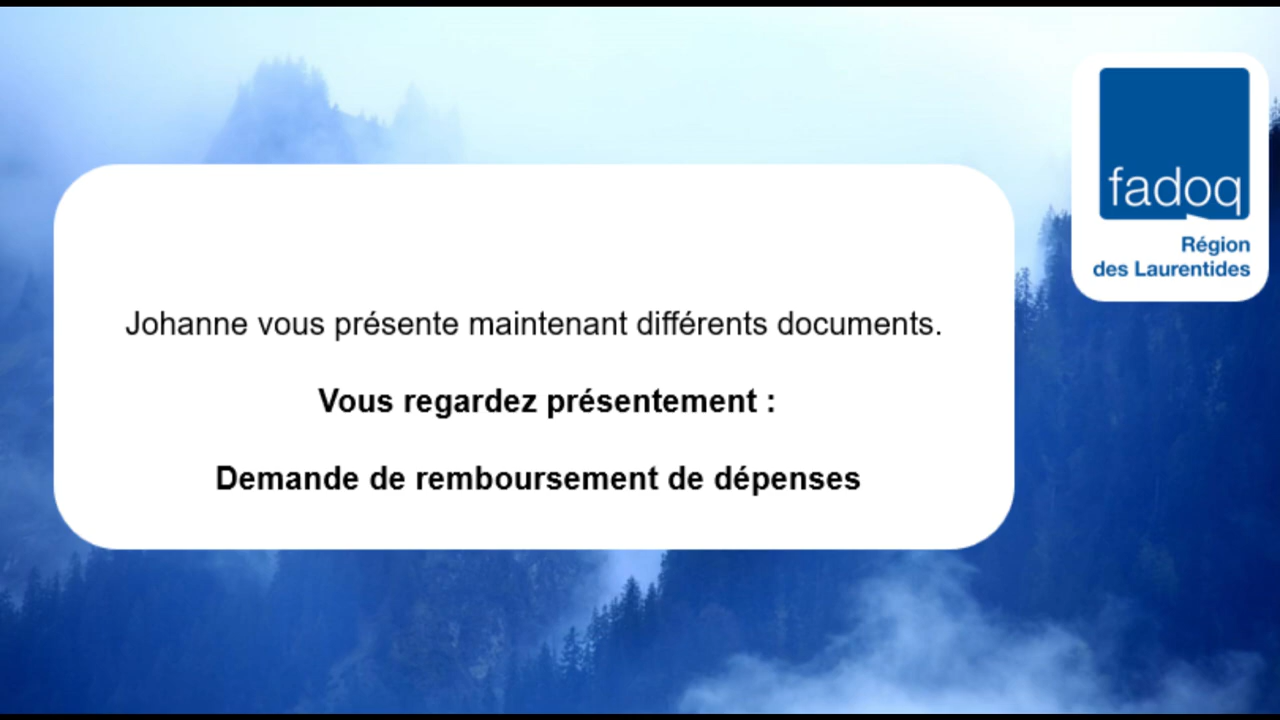 fadoq
Région
des Laurentides
Johanne vous présente maintenant différents documents.
Vous regardez présentement :
Demande de remboursement de dépenses